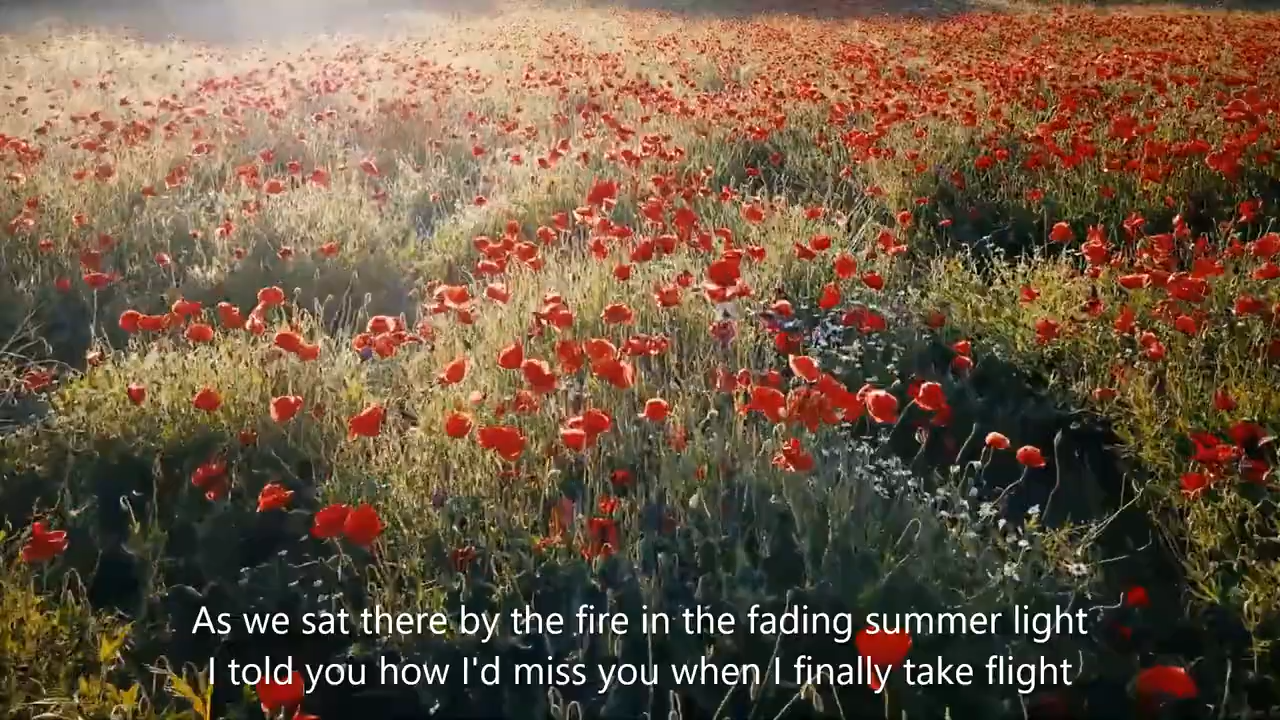 As we sat there by the fire in the fading summer light
I told you how I'd miss you when I finally take flight